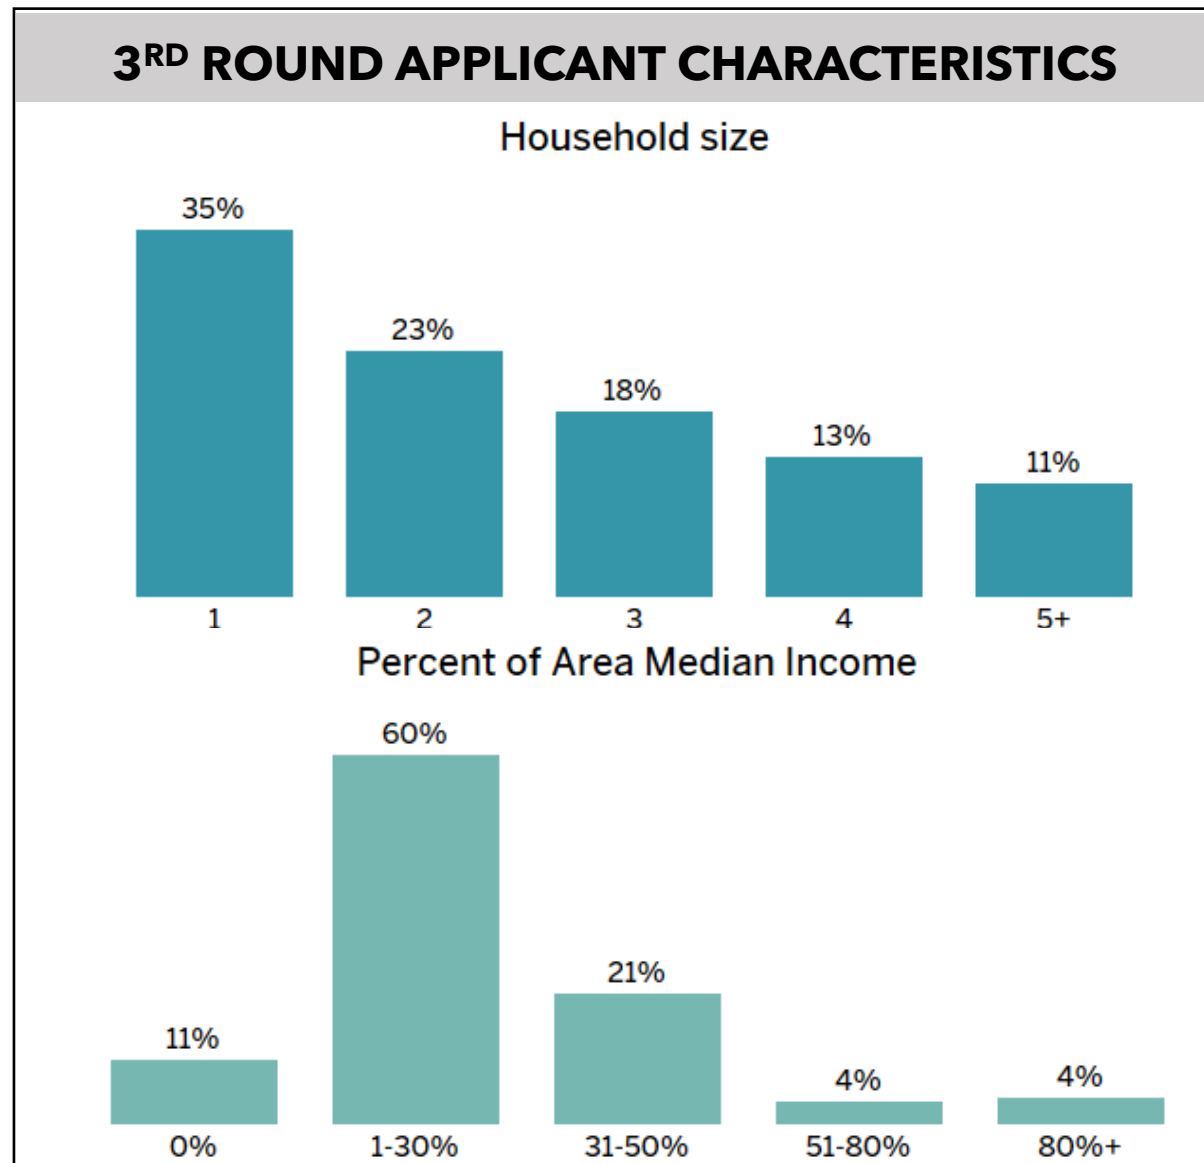 3RD ROUND APPLICANT CHARACTERISTICS
Household size
35%
23%
18%
13%
11%
1 2 3 4 5+
Percent of Area Median Income
60%
21%
11%
4%
4%
0% 1-30% 31-50% 51-80% 80%+